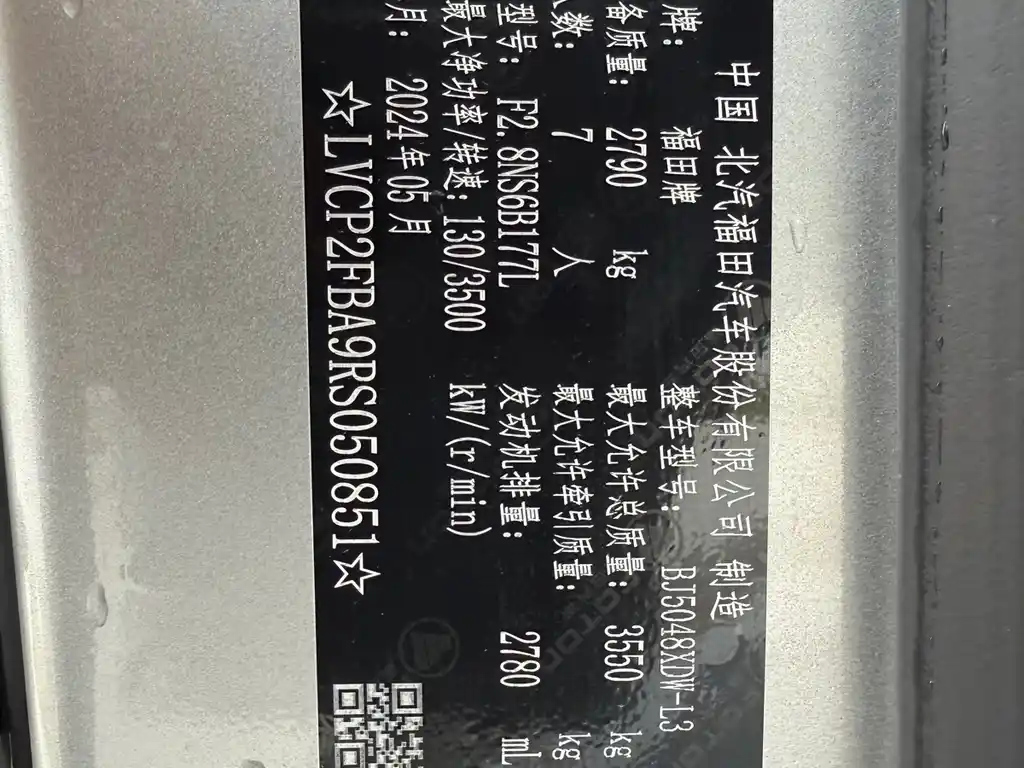 中国 北汽福田汽车股份有限公司 制造
牌: 福田牌 整车型号: BJ5048XDW-L3
备质量: 2790 kg 最大允许总质量: 3550 kg
数: 7 人 最大允许牵引质量: kg
型号: F2.8NS6B177L 发动机排量: 2780 mL
最大净功率/转速: 130/3500 kW/(r/min)
月: 2024年05月
☆LVCP2FBA9RS050851☆